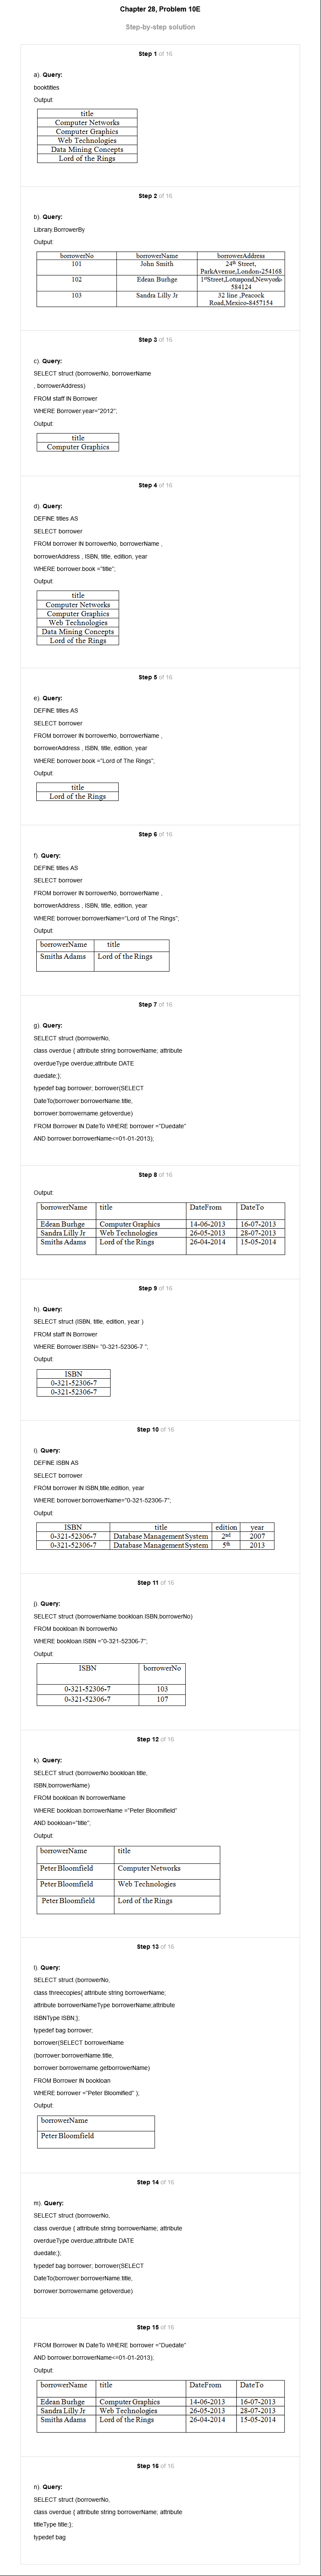 Chapter 28, Problem 10E
Step-by-step solution
Step 1 of 16
a). Query:
booktitles
Output:
title
Computer Networks
Computer Graphics
Web Technologies
Data Mining Concepts
Lord of the Rings
Step 2 of 16
b). Query:
Library.BorrowerBy
Output:
borrowerNo borrowerName borrowerAddress
101 John Smith 24th Street, ParkAvenue,London-254168
102 Edean Burhge 1stStreet,Lotuspond,Newyork-584124
103 Sandra Lilly Jr 32 line ,Peacock Road,Mexico-8457154
Step 3 of 16
c). Query:
SELECT struct (borrowerNo, borrowerName
, borrowerAddress)
FROM staff IN Borrower
WHERE Borrower.year="2012";
Output:
title
Computer Graphics
Step 4 of 16
d). Query:
DEFINE titles AS
SELECT borrower
FROM borrower IN borrowerNo, borrowerName ,
borrowerAddress , ISBN, title, edition, year
WHERE borrower.book ="title";
Output:
title
Computer Networks
Computer Graphics
Web Technologies
Data Mining Concepts
Lord of the Rings
Step 5 of 16
e). Query:
DEFINE titles AS
SELECT borrower
FROM borrower IN borrowerNo, borrowerName ,
borrowerAddress , ISBN, title, edition, year
WHERE borrower.book ="Lord of The Rings";
Output:
title
Lord of the Rings
Step 6 of 16
f). Query:
DEFINE titles AS
SELECT borrower
FROM borrower IN borrowerNo, borrowerName ,
borrowerAddress , ISBN, title, edition, year
WHERE borrower.borrowerName="Lord of The Rings";
Output:
borrowerName title
Smiths Adams Lord of the Rings
Step 7 of 16
g). Query:
SELECT struct (borrowerNo,
class overdue { attribute string borrowerName; attribute
overdueType overdue;attribute DATE
duedate;};
typedef bag borrower; borrower(SELECT
DateTo(borrower:borrowerName.title,
borrower:borrowername.getoverdue)
FROM Borrower IN DateTo WHERE borrower ="Duedate"
AND borrower.borrowerName<=01-01-2013);
Step 8 of 16
Output:
borrowerName title DateFrom DateTo
Edean Burhge Computer Graphics 14-06-2013 16-07-2013
Sandra Lilly Jr Web Technologies 26-05-2013 28-07-2013
Smiths Adams Lord of the Rings 26-04-2014 15-05-2014
Step 9 of 16
h). Query:
SELECT struct (ISBN, title, edition, year )
FROM staff IN Borrower
WHERE Borrower.ISBN= "0-321-52306-7 ";
Output:
ISBN
0-321-52306-7
0-321-52306-7
Step 10 of 16
i). Query:
DEFINE ISBN AS
SELECT borrower
FROM borrower IN ISBN,title,edition, year
WHERE borrower.borrowerName="0-321-52306-7";
Output:
ISBN title edition year
0-321-52306-7 Database Management System 2nd 2007
0-321-52306-7 Database Management System 5th 2013
Step 11 of 16
j). Query:
SELECT struct (borrowerName:bookloan.ISBN,borrowerNo)
FROM bookloan IN borrowerNo
WHERE bookloan.ISBN ="0-321-52306-7";
Output:
ISBN borrowerNo
0-321-52306-7 103
0-321-52306-7 107
Step 12 of 16
k). Query:
SELECT struct (borrowerNo:bookloan.title,
ISBN,borrowerName)
FROM bookloan IN borrowerName
WHERE bookloan.borrowerName ="Peter Bloomifield"
AND bookloan="title";
Output:
borrowerName title
Peter Bloomfield Computer Networks
Peter Bloomfield Web Technologies
Peter Bloomfield Lord of the Rings
Step 13 of 16
l). Query:
SELECT struct (borrowerNo,
class threecopies{ attribute string borrowerName;
attribute borrowerNameType borrowerName;attribute
ISBNType ISBN;};
typedef bag borrower;
borrower(SELECT borrowerName
(borrower:borrowerName.title,
borrower:borrowername.getborrowerName)
FROM Borrower IN bookloan
WHERE borrower ="Peter Bloomified" );
Output:
borrowerName
Peter Bloomfield
Step 14 of 16
m). Query:
SELECT struct (borrowerNo,
class overdue { attribute string borrowerName; attribute
overdueType overdue;attribute DATE
duedate;};
typedef bag borrower; borrower(SELECT
DateTo(borrower:borrowerName.title,
borrower:borrowername.getoverdue)
Step 15 of 16
FROM Borrower IN DateTo WHERE borrower ="Duedate"
AND borrower.borrowerName<=01-01-2013);
Output:
borrowerName title DateFrom DateTo
Edean Burhge Computer Graphics 14-06-2013 16-07-2013
Sandra Lilly Jr Web Technologies 26-05-2013 28-07-2013
Smiths Adams Lord of the Rings 26-04-2014 15-05-2014
Step 16 of 16
n). Query:
SELECT struct (borrowerNo,
class overdue { attribute string borrowerName; attribute
titleType title;};
typedef bag